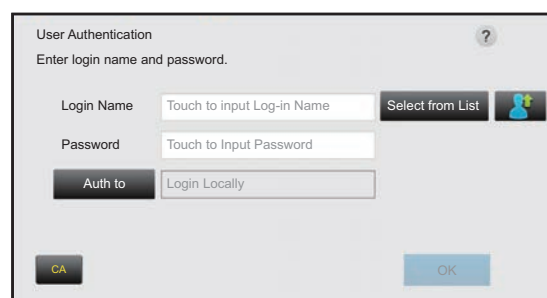 User Authentication
?
Enter login name and password.
Login Name Touch to input Log-in Name Select from List
Password Touch to Input Password
Auth to Login Locally
CA OK